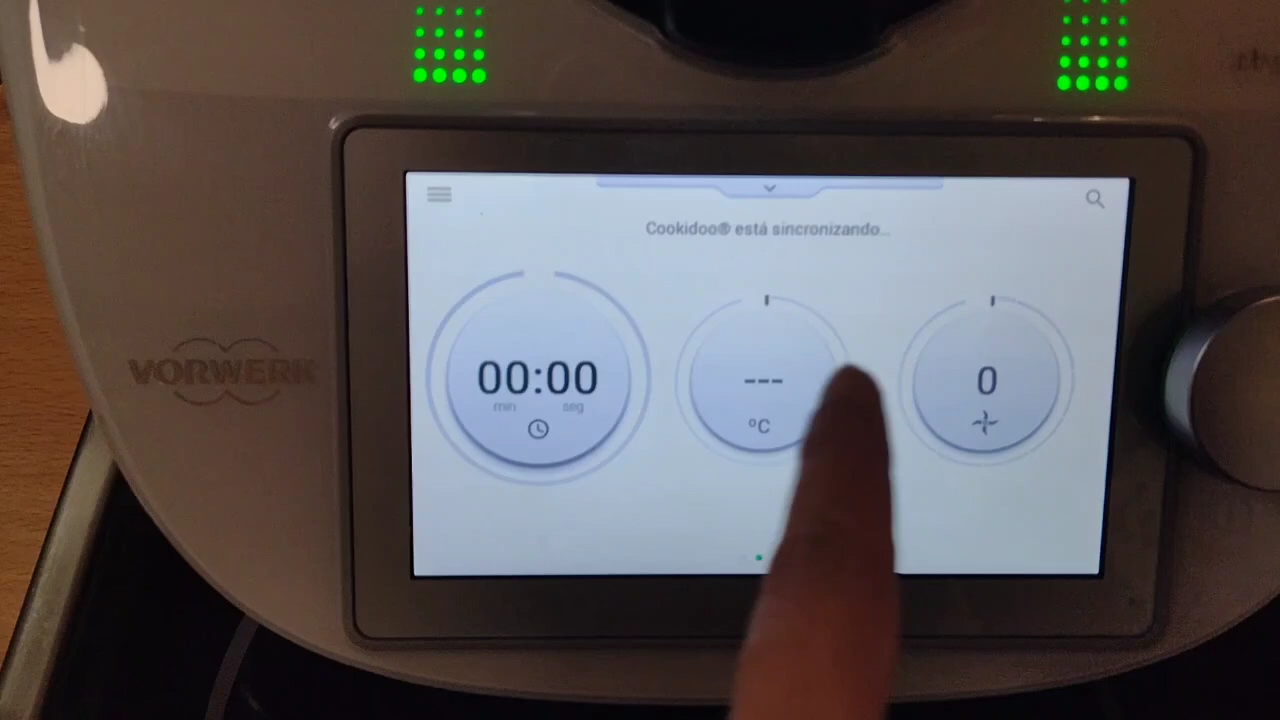 Cookidoo® está sincronizando...
00:00
min seg
---
ºC
0
VORWERK